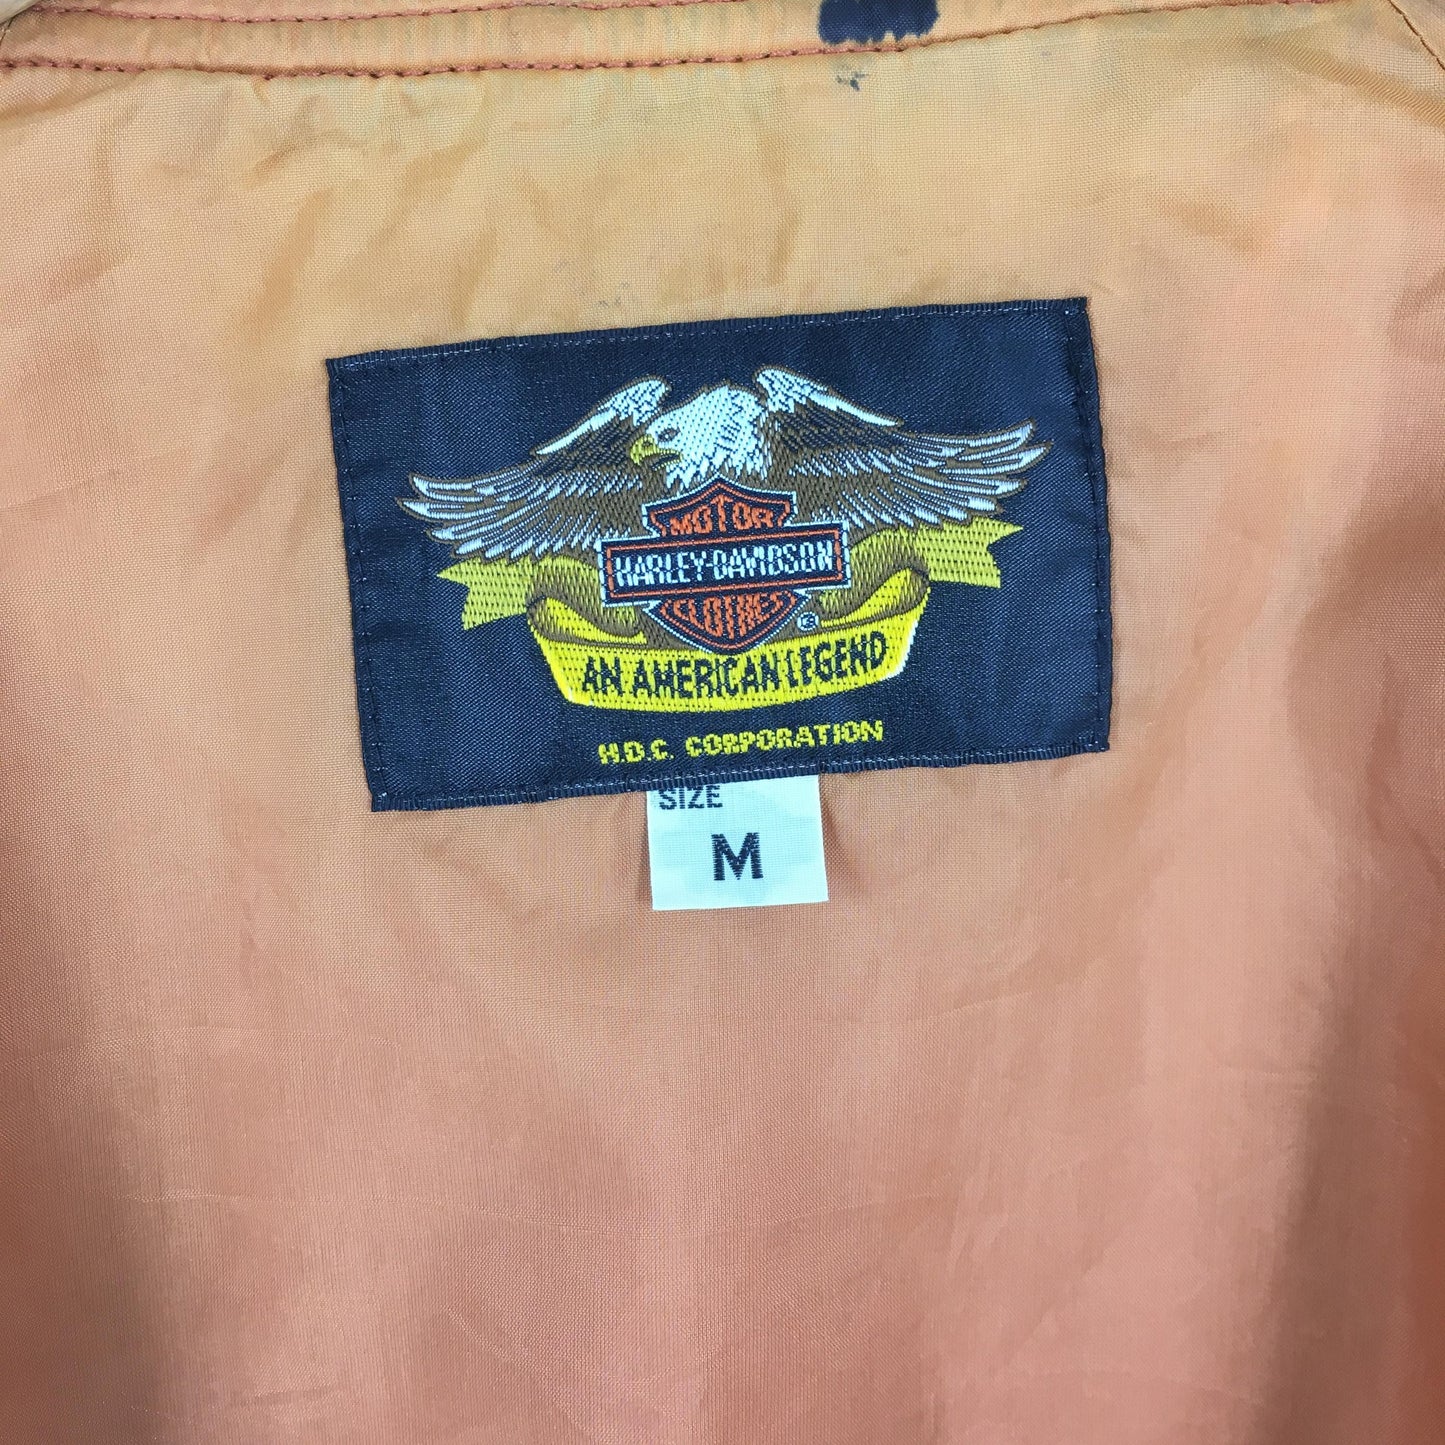 MOTOR
HARLEY-DAVIDSON
CLOTHES
®
AN AMERICAN LEGEND
H.D.C. CORPORATION
SIZE
M